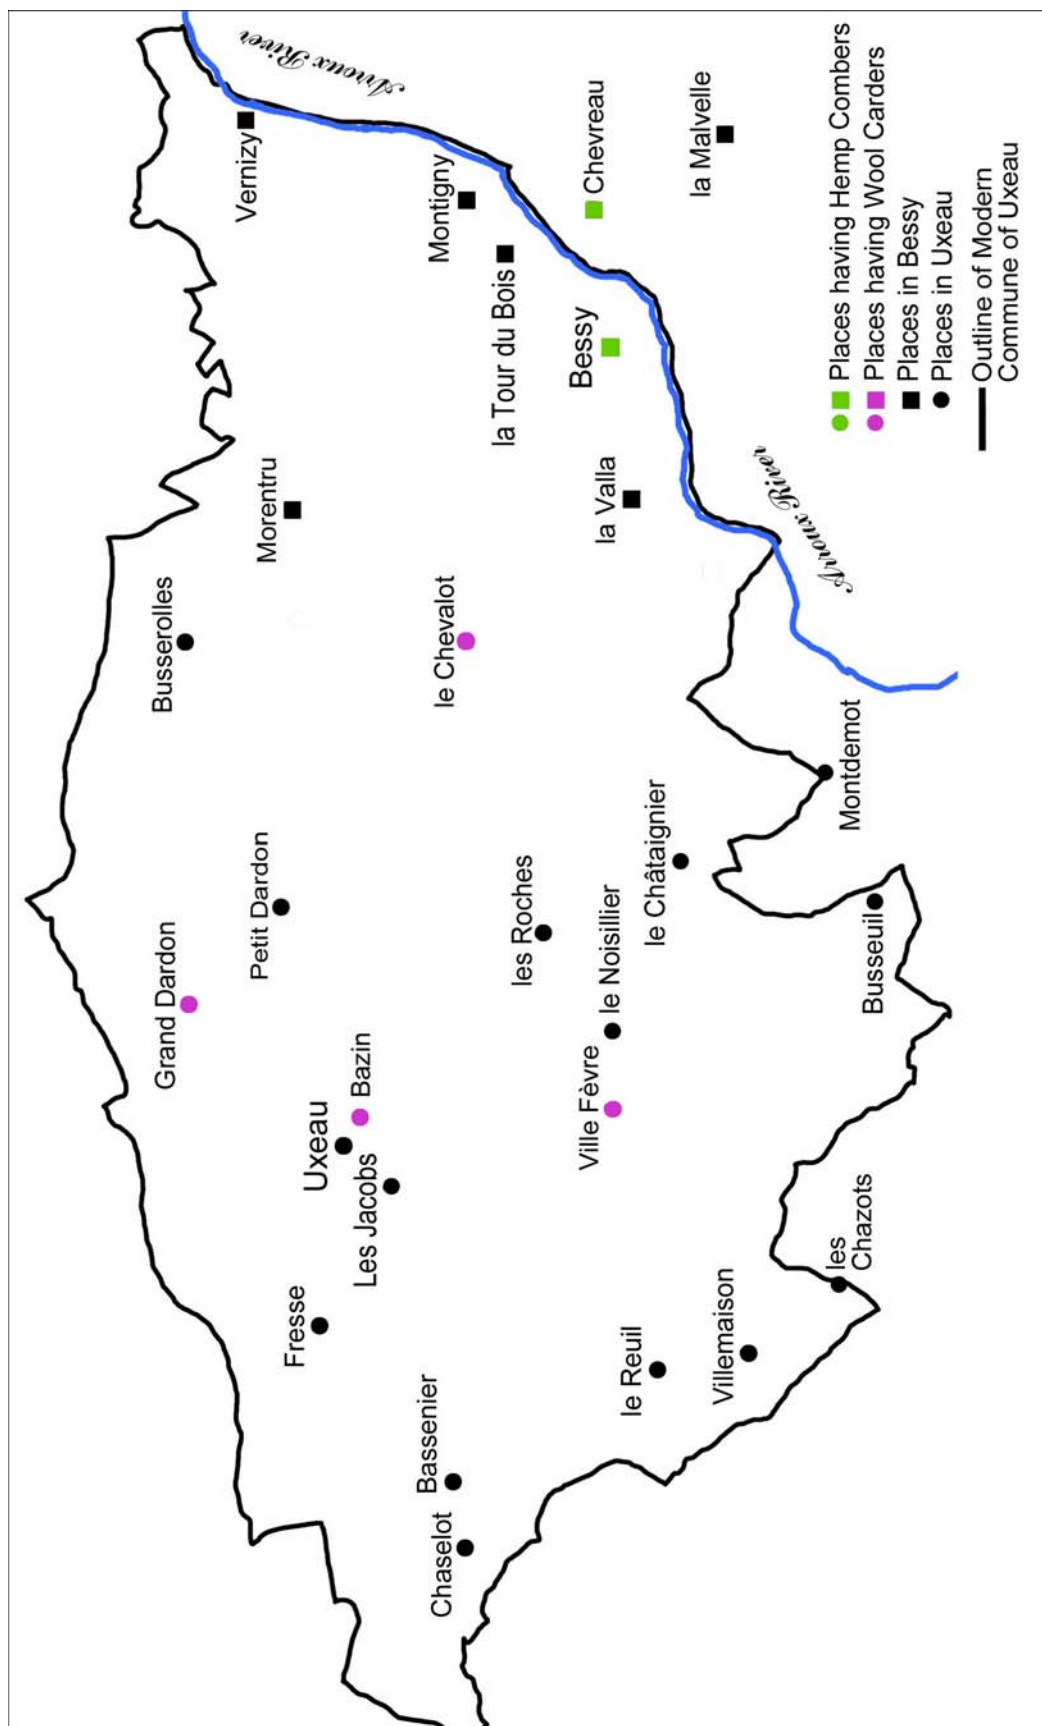 Chaselot
Bassenier
Fresse
Les Jacobs
Uxeau
Bazin
Grand Dardon
Petit Dardon
Busserolles
Morentru
Vernizy
Arroux River
Montigny
la Tour du Bois
Chevreau
Bessy
la Malvelle
la Valla
le Chevalot
les Roches
le Châtaignier
le Noisillier
Ville Fèvre
le Reuil
Villemaison
les
Chazots
Busseuil
Montdemot
Arroux River
Places having Hemp Combers
Places having Wool Carders
Places in Bessy
Places in Uxeau
Outline of Modern
Commune of Uxeau